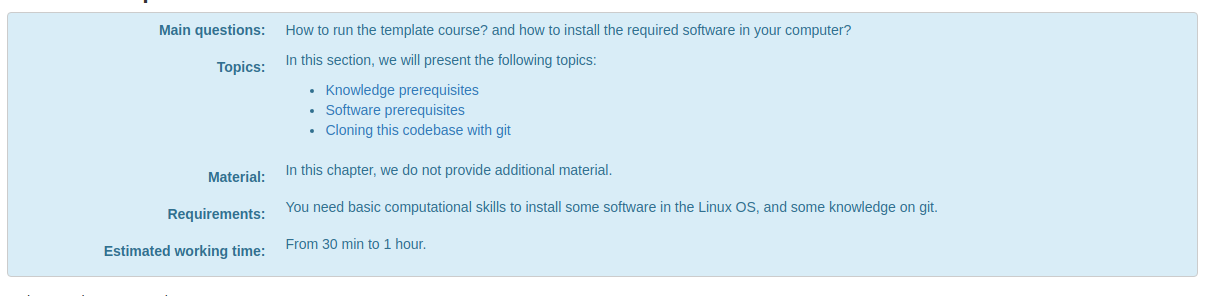 Main questions: How to run the template course? and how to install the required software in your computer?
Topics: In this section, we will present the following topics:
• Knowledge prerequisites
• Software prerequisites
• Cloning this codebase with git
Material: In this chapter, we do not provide additional material.
Requirements: You need basic computational skills to install some software in the Linux OS, and some knowledge on git.
Estimated working time: From 30 min to 1 hour.